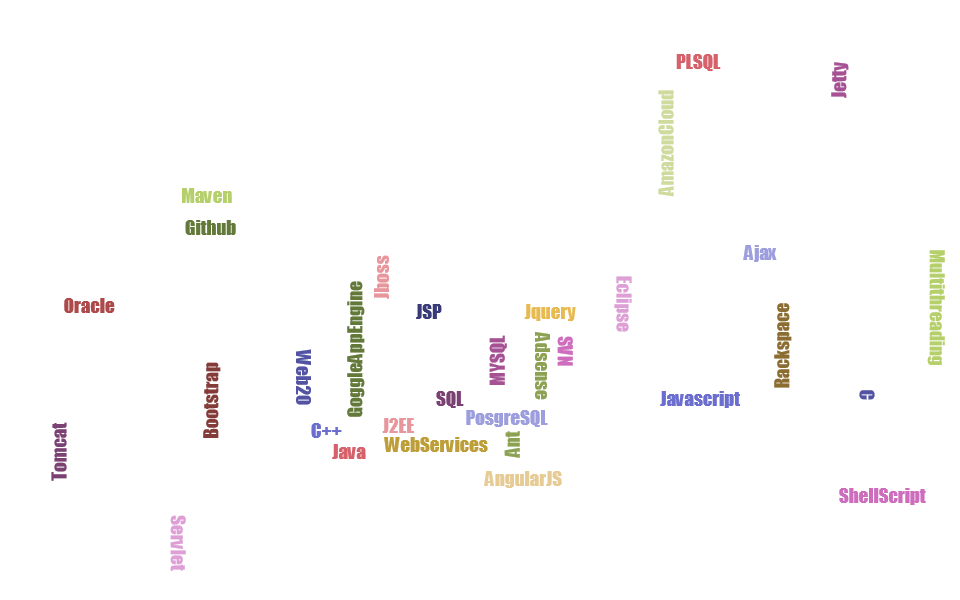 PLSQL
Jetty
AmazonCloud
Maven
Github
Ajax
Multithreading
Jboss
Eclipse
GoggleAppEngine
Oracle
JSP
Jquery
Rackspace
Adsense
SVN
MYSQL
Web20
Bootstrap
SQL
Javascript
C
PosgreSQL
Tomcat
C++
J2EE
WebServices
Ant
Java
AngularJS
ShellScript
Servlet